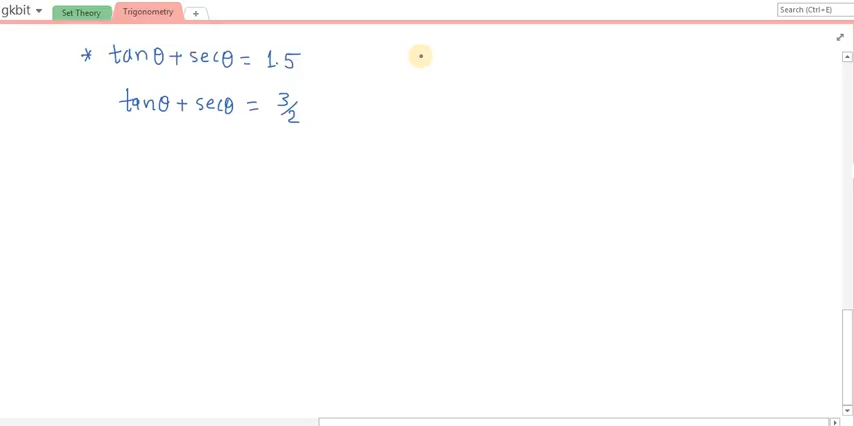 gkbit Set Theory Trigonometry + Search (Ctrl+E)
* tanθ + secθ = 1.5
tanθ + secθ = 3/2